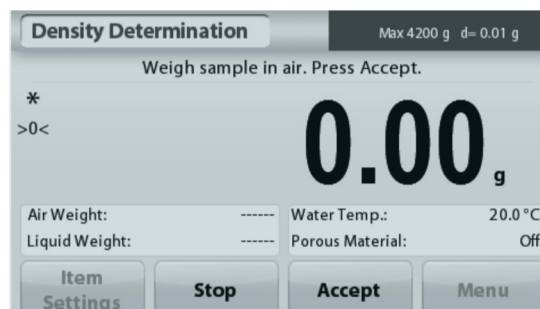 Density Determination Max 4200 g d= 0.01 g
Weigh sample in air. Press Accept.
*
>0<
0.00 g
Air Weight: ------ Water Temp.: 20.0 °C
Liquid Weight: ------ Porous Material: Off
Item Settings Stop Accept Menu